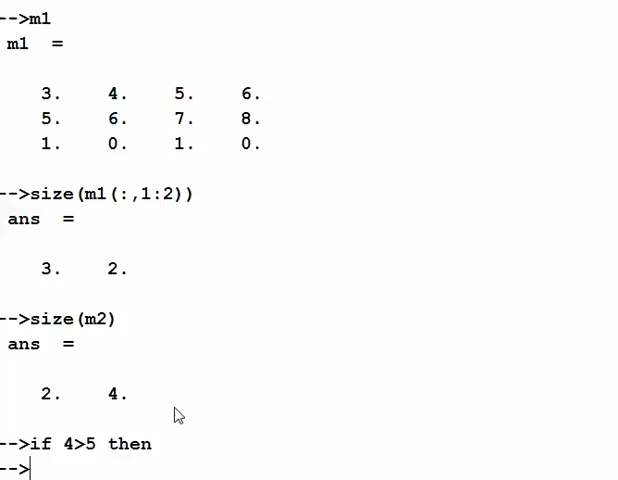 -->m1
m1 =
3. 4. 5. 6.
5. 6. 7. 8.
1. 0. 1. 0.
-->size(m1(:,1:2))
ans =
3. 2.
-->size(m2)
ans =
2. 4.
-->if 4>5 then
-->